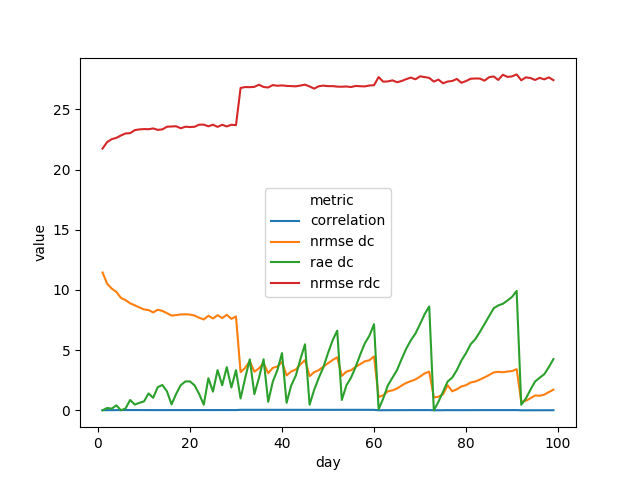 25
20
15
10
5
0
value
metric
correlation
nrmse dc
rae dc
nrmse rdc
0 20 40 60 80 100
day